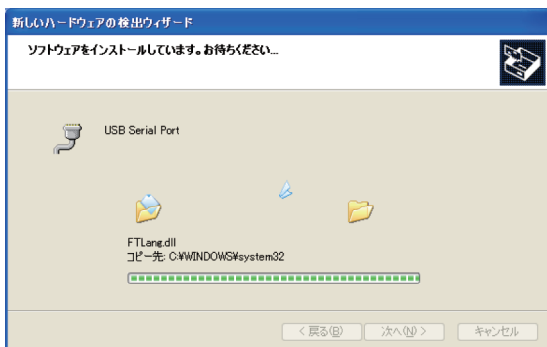 新しいハードウェアの検出ウィザード
ソフトウェアをインストールしています。お待ちください...
USB Serial Port
FTLang.dll
コピー先: C:¥WINDOWS¥system32
< 戻る(B)
次へ(N) >
キャンセル